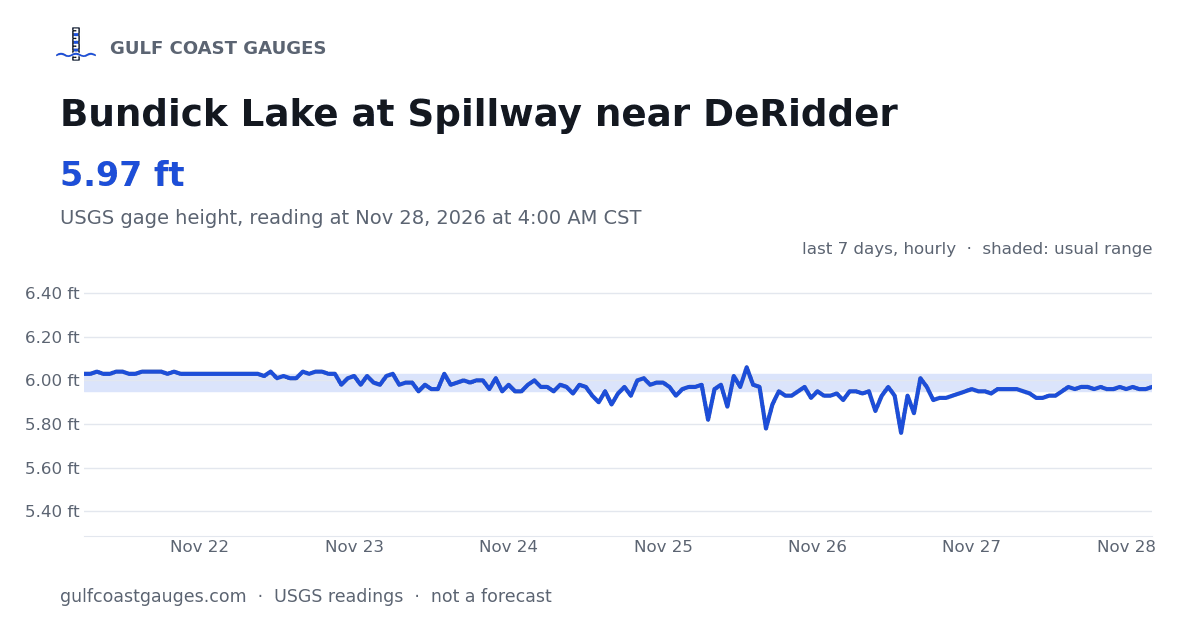 GULF COAST GAUGES
Bundick Lake at Spillway near DeRidder
5.97 ft
USGS gage height, reading at Nov 28, 2026 at 4:00 AM CST
last 7 days, hourly · shaded: usual range
6.40 ft
6.20 ft
6.00 ft
5.80 ft
5.60 ft
5.40 ft
Nov 22 Nov 23 Nov 24 Nov 25 Nov 26 Nov 27 Nov 28
gulfcoastgauges.com · USGS readings · not a forecast